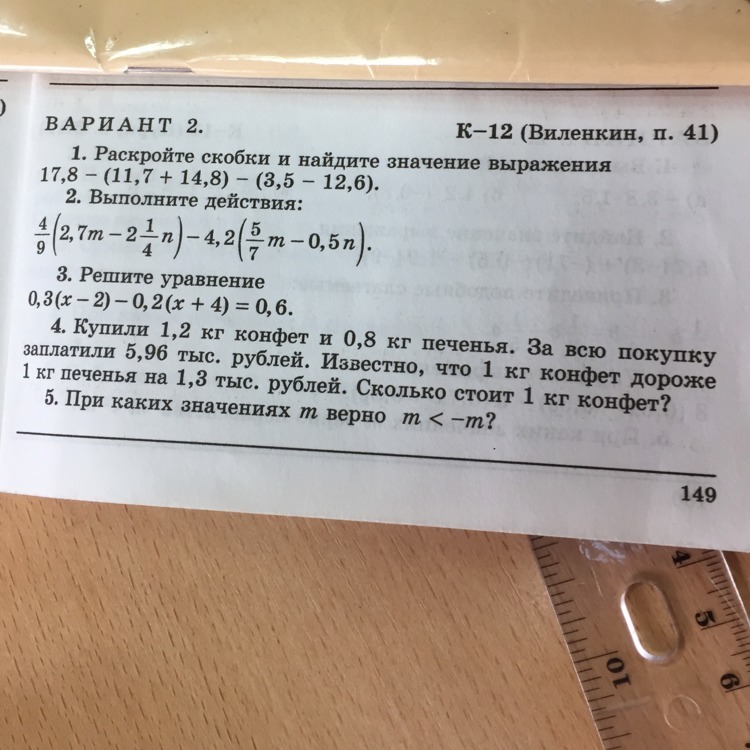 )
ВАРИАНТ 2. К–12 (Виленкин, п. 41)
1. Раскройте скобки и найдите значение выражения
17,8 – (11,7 + 14,8) – (3,5 – 12,6).
2. Выполните действия:
4/9(2,7m – 2 1/4 n) – 4,2(5/7 m – 0,5n).
3. Решите уравнение
0,3(x – 2) – 0,2(x + 4) = 0,6.
4. Купили 1,2 кг конфет и 0,8 кг печенья. За всю покупку
заплатили 5,96 тыс. рублей. Известно, что 1 кг конфет дороже
1 кг печенья на 1,3 тыс. рублей. Сколько стоит 1 кг конфет?
5. При каких значениях m верно m < –m?
149
4
5
6
10